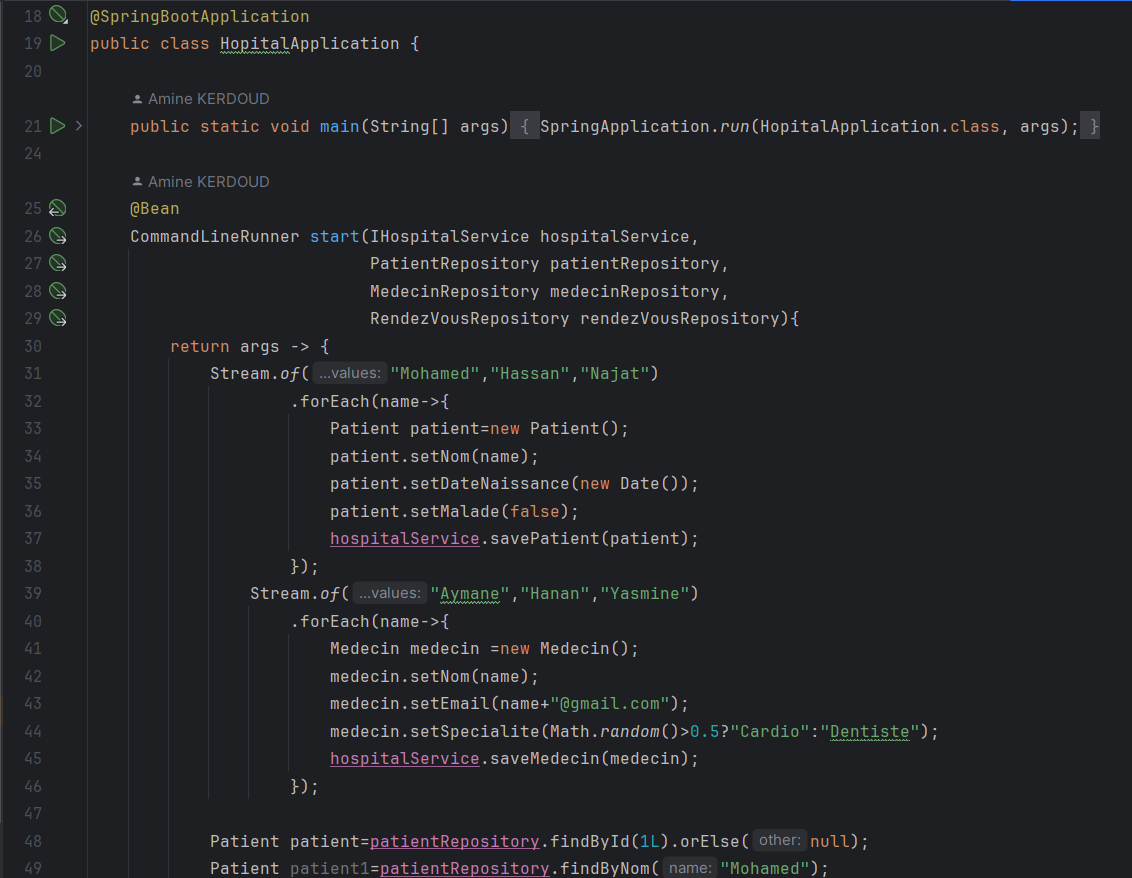 18 @SpringBootApplication
19 public class HopitalApplication {
20
Amine KERDOUD
21 public static void main(String[] args) { SpringApplication.run(HopitalApplication.class, args); }
24
Amine KERDOUD
25 @Bean
26 CommandLineRunner start(IHospitalService hospitalService,
27 PatientRepository patientRepository,
28 MedecinRepository medecinRepository,
29 RendezVousRepository rendezVousRepository){
30 return args -> {
31 Stream.of( ...values: "Mohamed","Hassan","Najat")
32 .forEach(name->{
33 Patient patient=new Patient();
34 patient.setNom(name);
35 patient.setDateNaissance(new Date());
36 patient.setMalade(false);
37 hospitalService.savePatient(patient);
38 });
39 Stream.of( ...values: "Aymane","Hanan","Yasmine")
40 .forEach(name->{
41 Medecin medecin =new Medecin();
42 medecin.setNom(name);
43 medecin.setEmail(name+"@gmail.com");
44 medecin.setSpecialite(Math.random()>0.5?"Cardio":"Dentiste");
45 hospitalService.saveMedecin(medecin);
46 });
47
48 Patient patient=patientRepository.findById(1L).orElse( other: null);
49 Patient patient1=patientRepository.findByNom( name: "Mohamed");